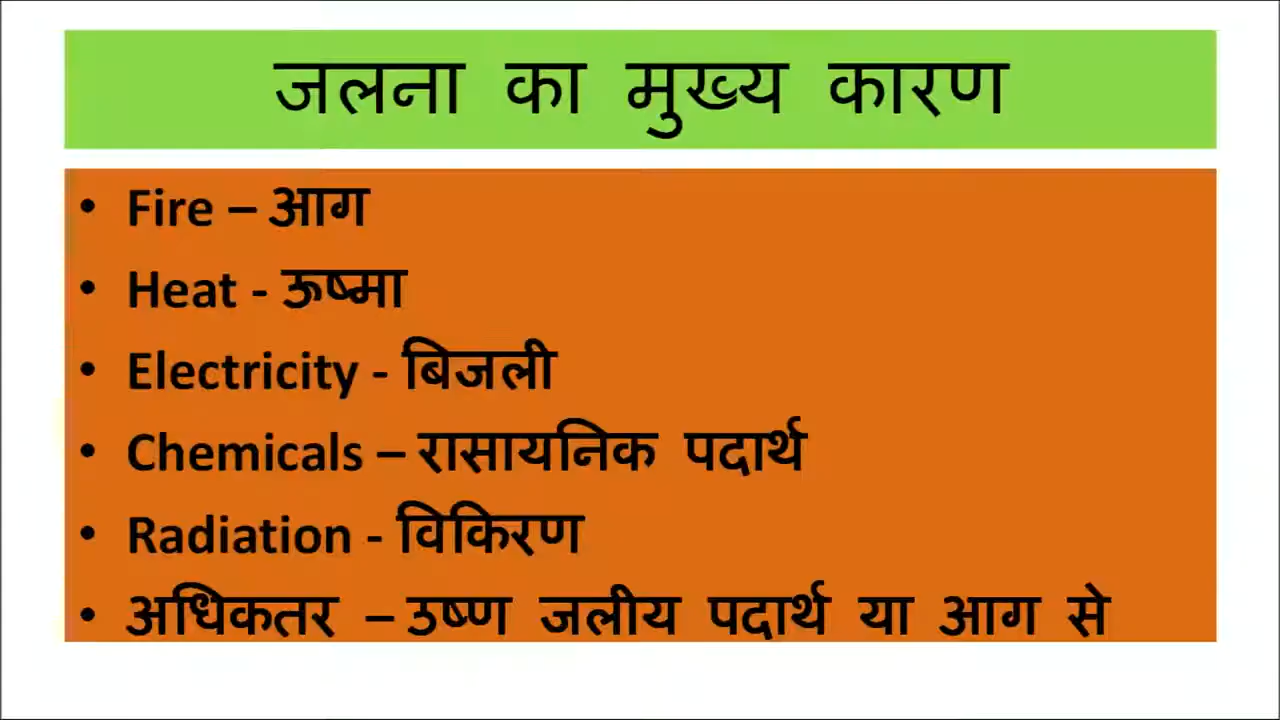 जलना का मुख्य कारण
• Fire – आग
• Heat - ऊष्मा
• Electricity - बिजली
• Chemicals – रासायनिक पदार्थ
• Radiation - विकिरण
• अधिकतर – उष्ण जलीय पदार्थ या आग से